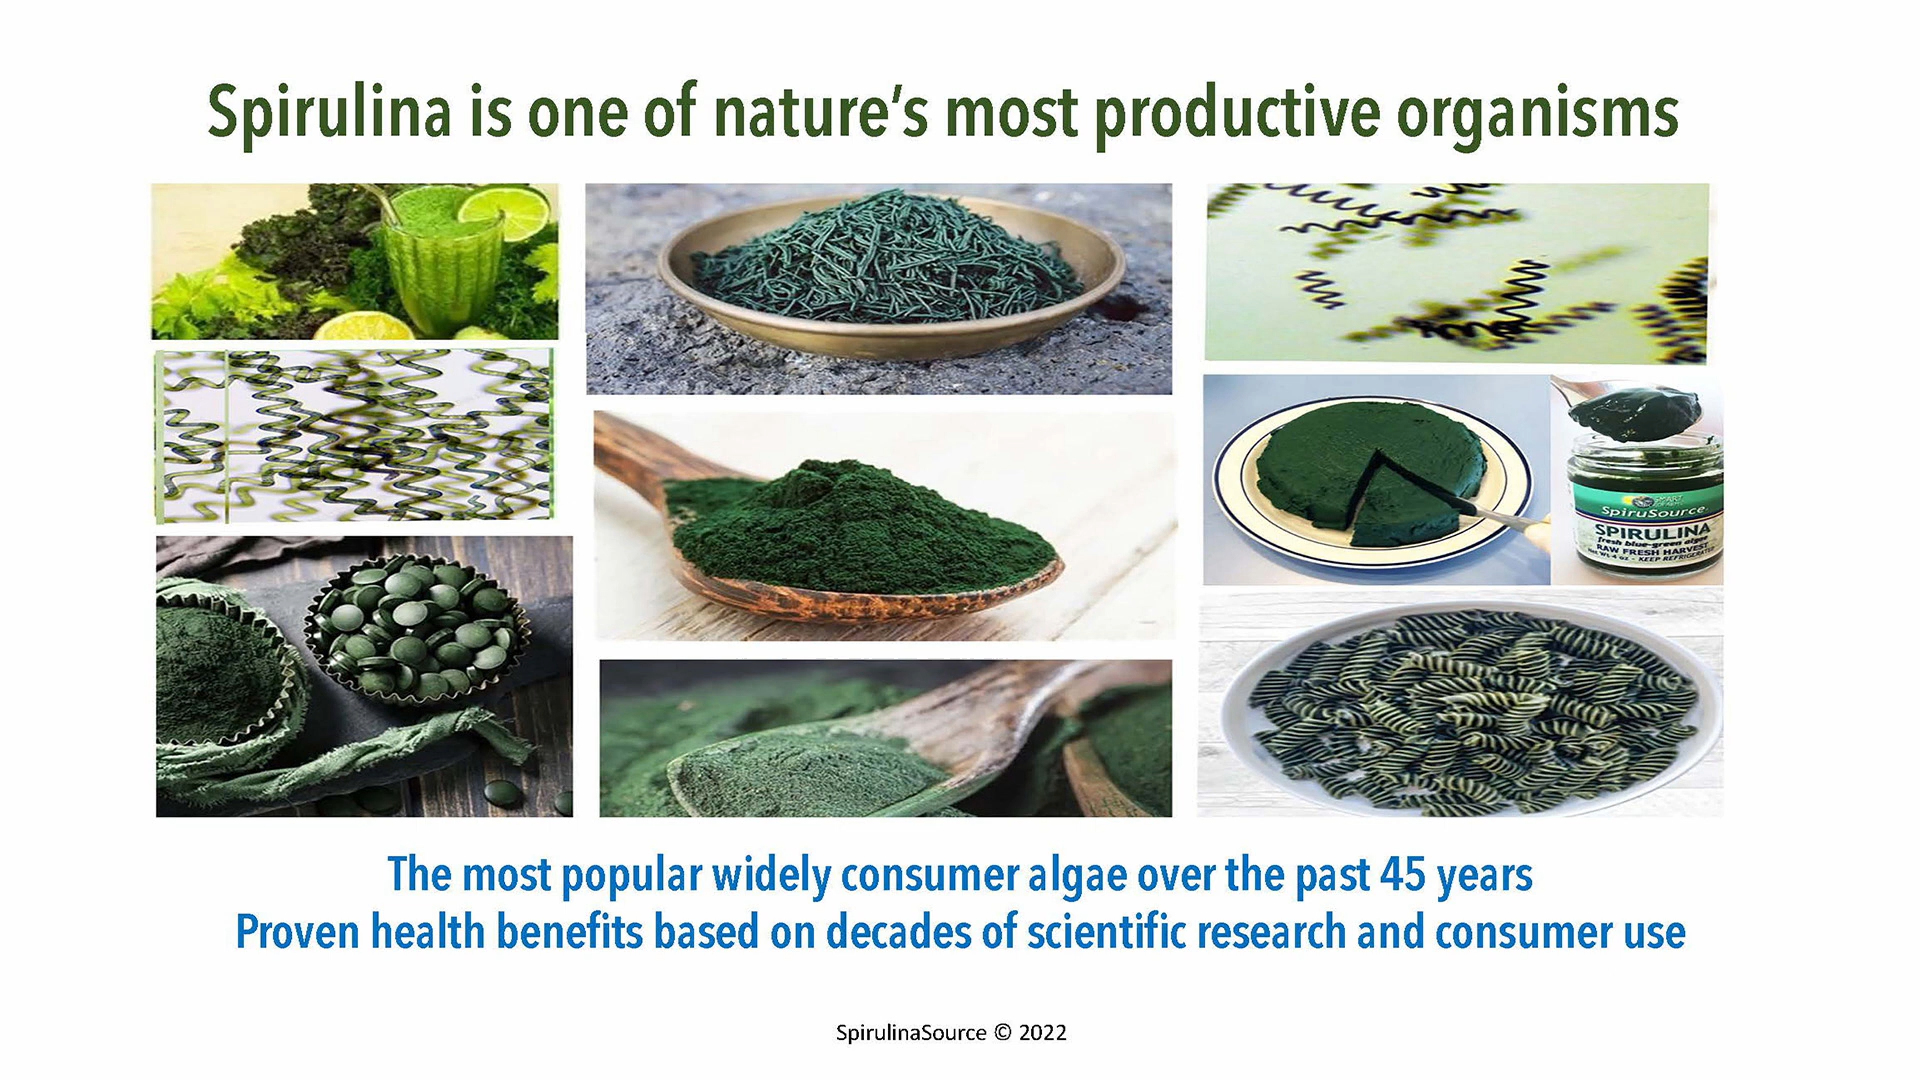 Spirulina is one of nature's most productive organisms
SMART
SpiruSource
SPIRULINA
fresh blue-green algae
RAW FRESH HARVEST
Net Wt 4 oz - KEEP REFRIGERATED
The most popular widely consumer algae over the past 45 years
Proven health benefits based on decades of scientific research and consumer use
SpirulinaSource © 2022